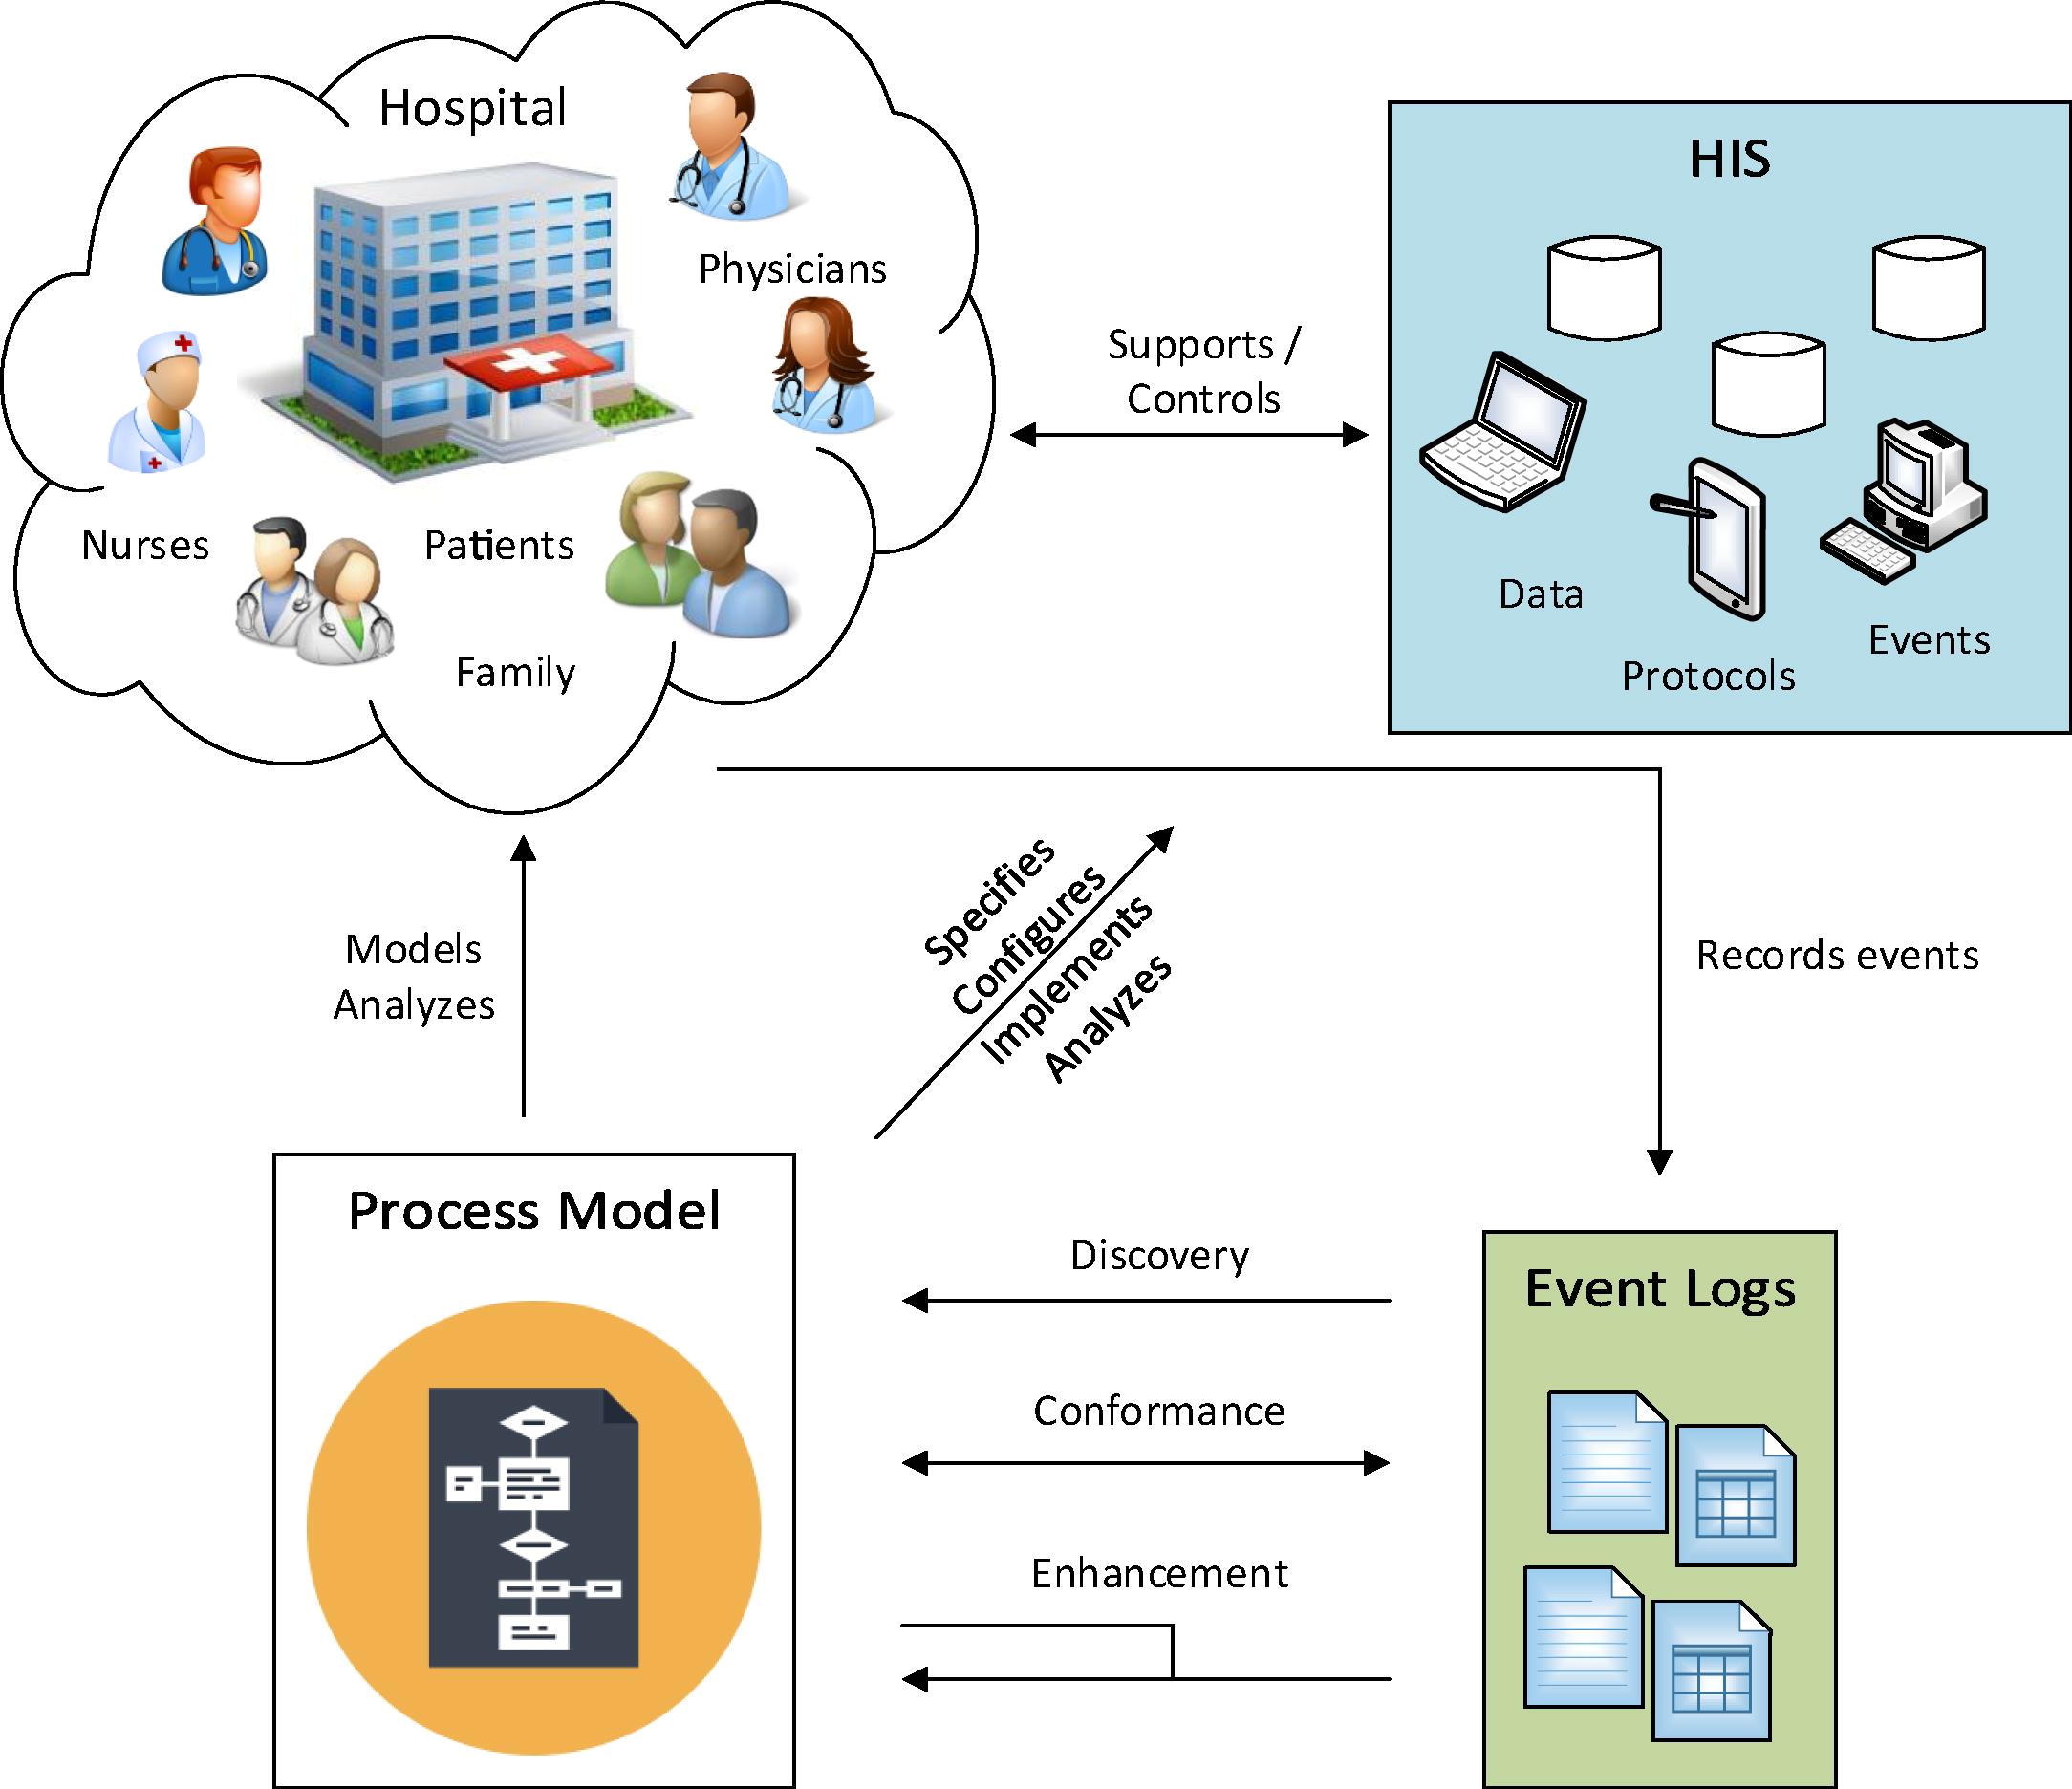 Hospital
Physicians
Nurses
Patients
Family
Supports /
Controls
HIS
Data
Protocols
Events
Models
Analyzes
Specifies
Configures
Implements
Analyzes
Records events
Process Model
Discovery
Conformance
Enhancement
Event Logs